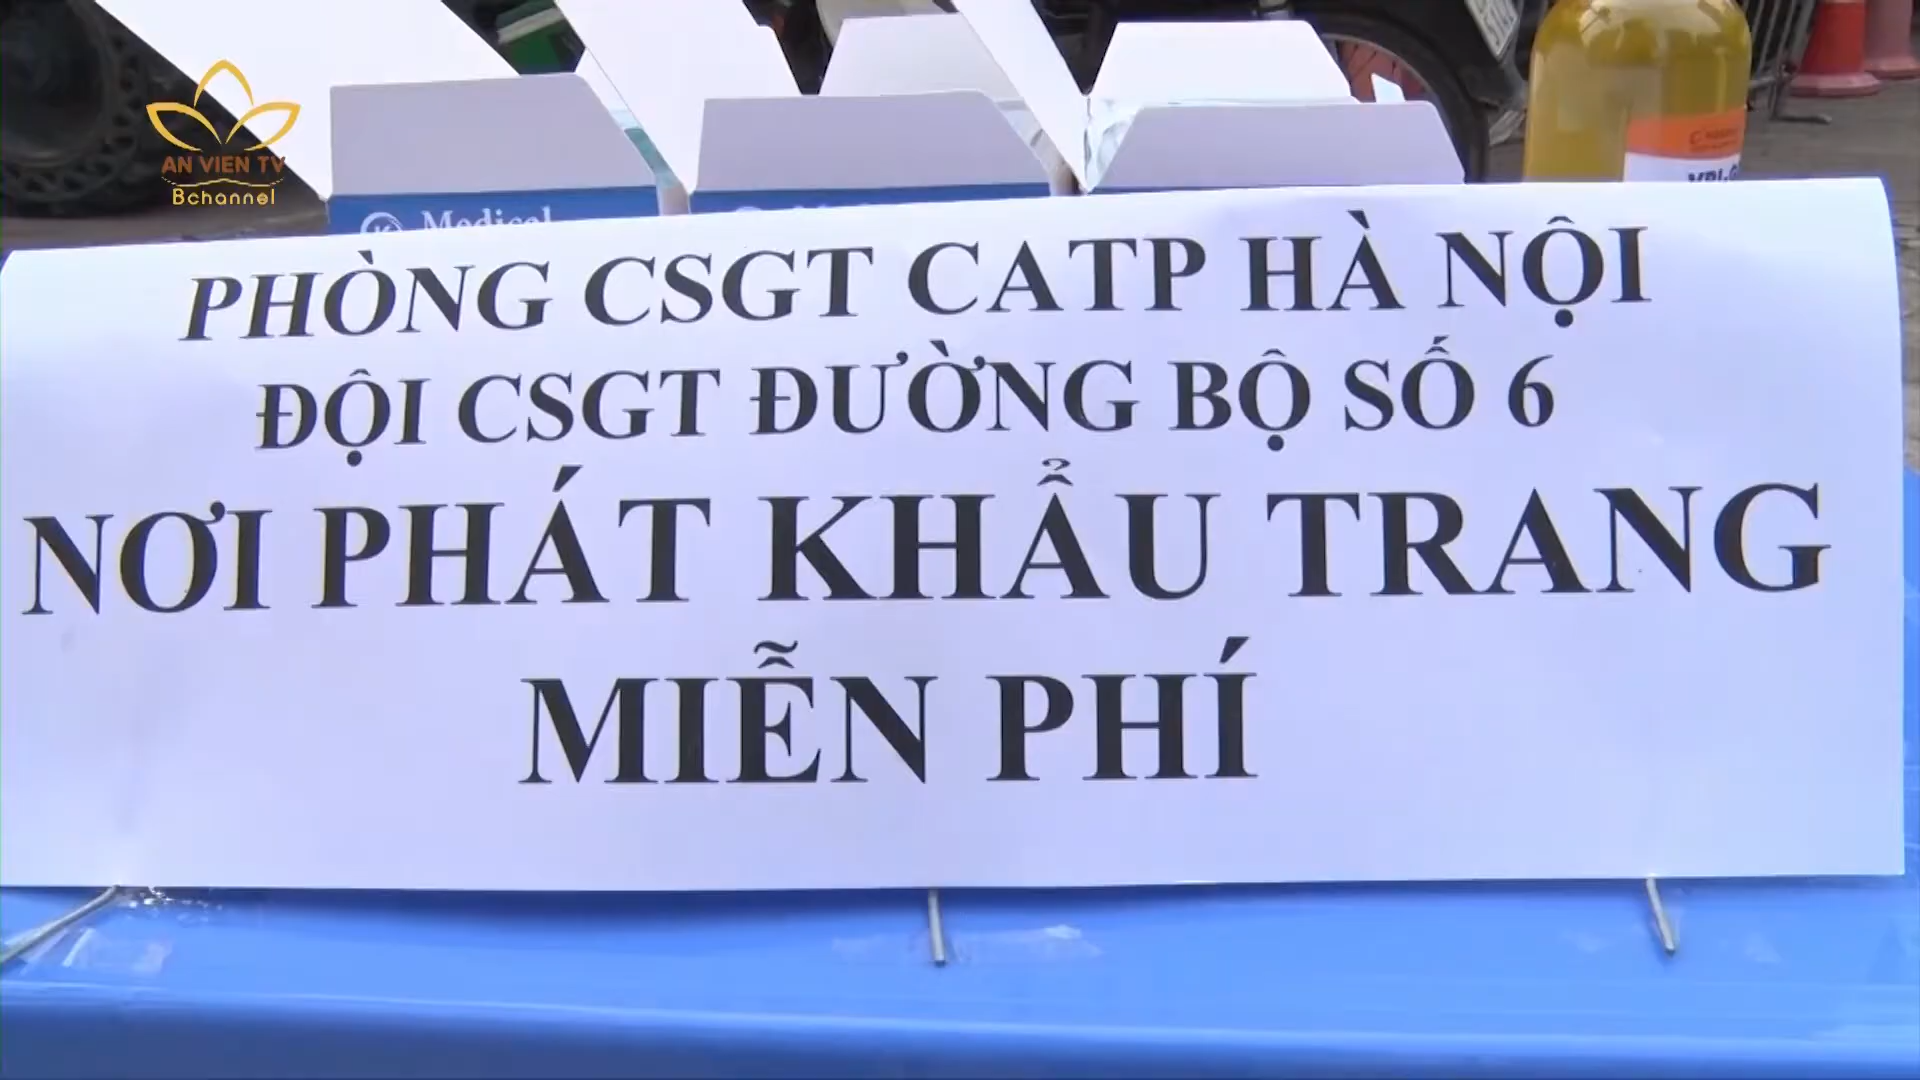 AN VIEN TV
Bchannel
Medical
PHÒNG CSGT CATP HÀ NỘI
ĐỘI CSGT ĐƯỜNG BỘ SỐ 6
NƠI PHÁT KHẨU TRANG
MIỄN PHÍ